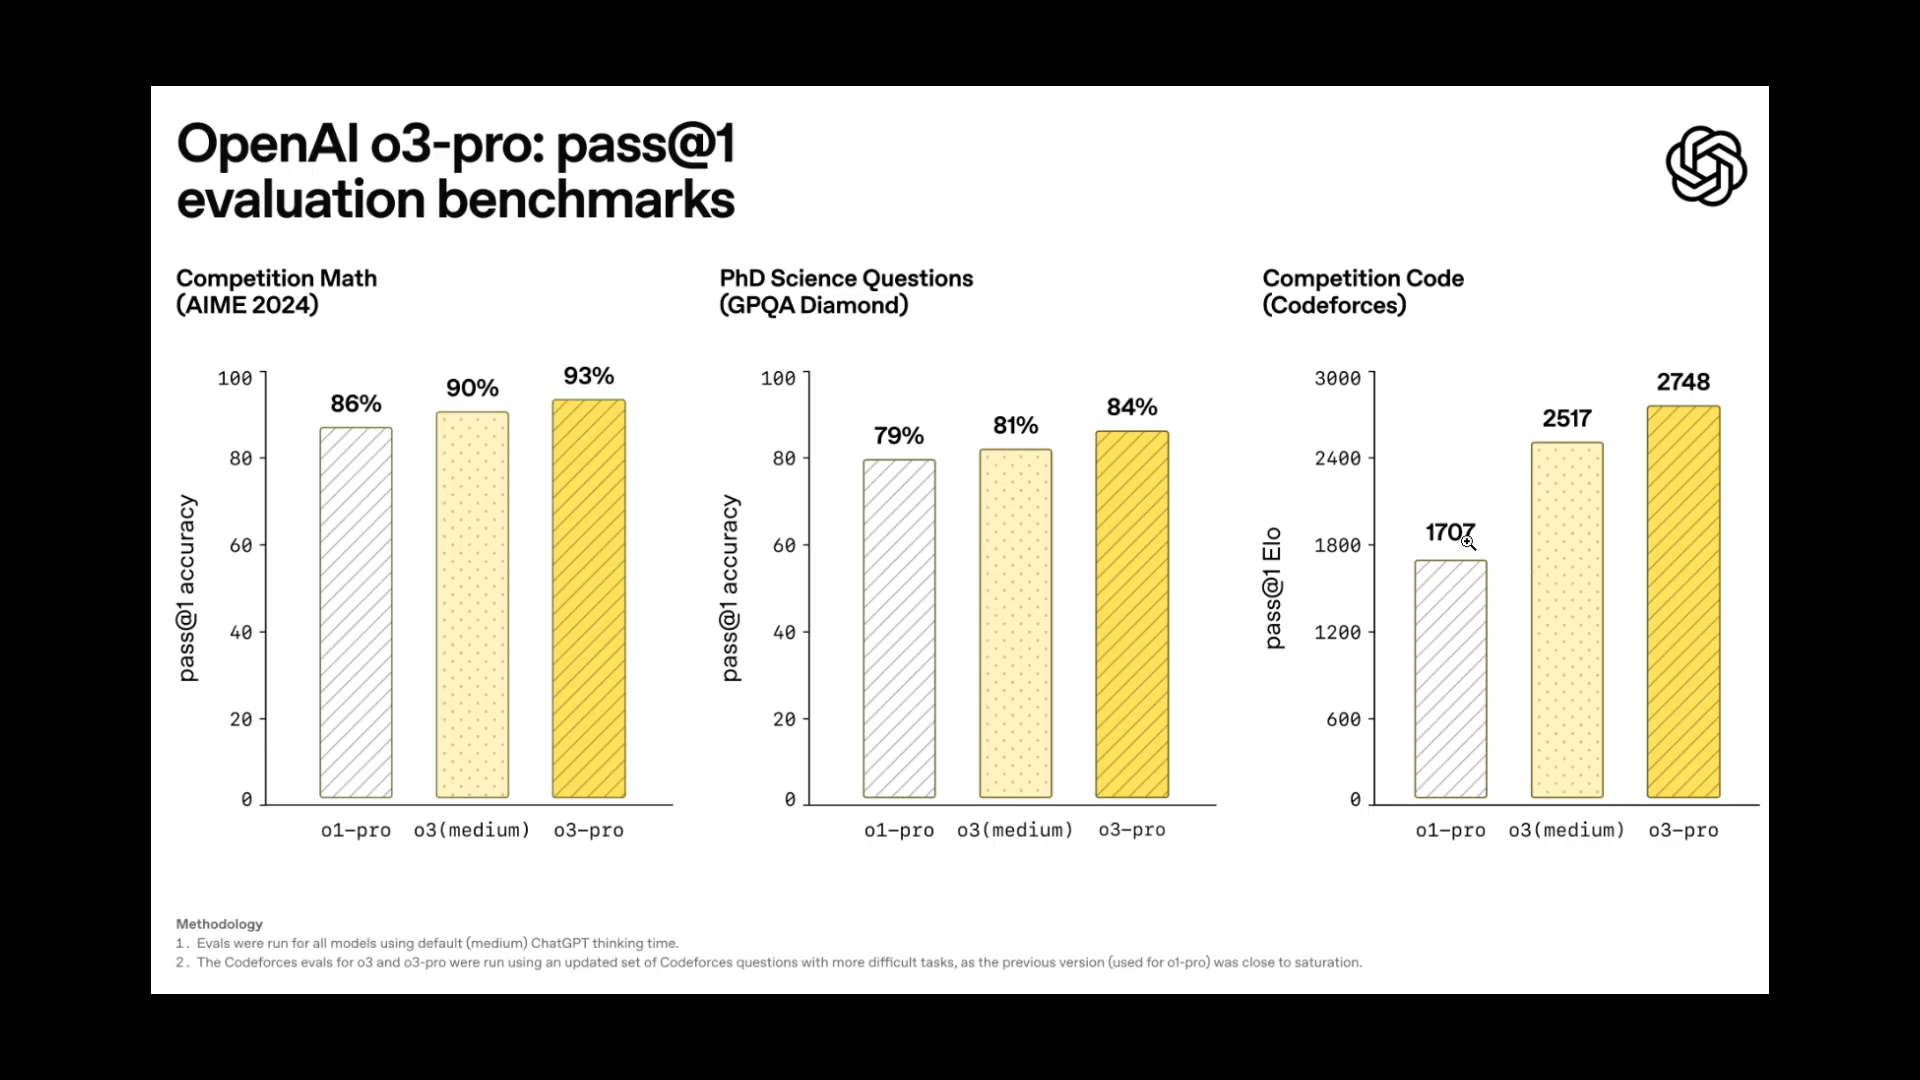 OpenAI o3-pro: pass@1
evaluation benchmarks
Competition Math
(AIME 2024)
pass@1 accuracy
100
80
60
40
20
0
86%
90%
93%
o1-pro
o3(medium)
o3-pro
PhD Science Questions
(GPQA Diamond)
pass@1 accuracy
100
80
60
40
20
0
79%
81%
84%
o1-pro
o3(medium)
o3-pro
Competition Code
(Codeforces)
pass@1 Elo
3000
2400
1800
1200
600
0
1707
2517
2748
o1-pro
o3(medium)
o3-pro
Methodology
1. Evals were run for all models using default (medium) ChatGPT thinking time.
2. The Codeforces evals for o3 and o3-pro were run using an updated set of Codeforces questions with more difficult tasks, as the previous version (used for o1-pro) was close to saturation.